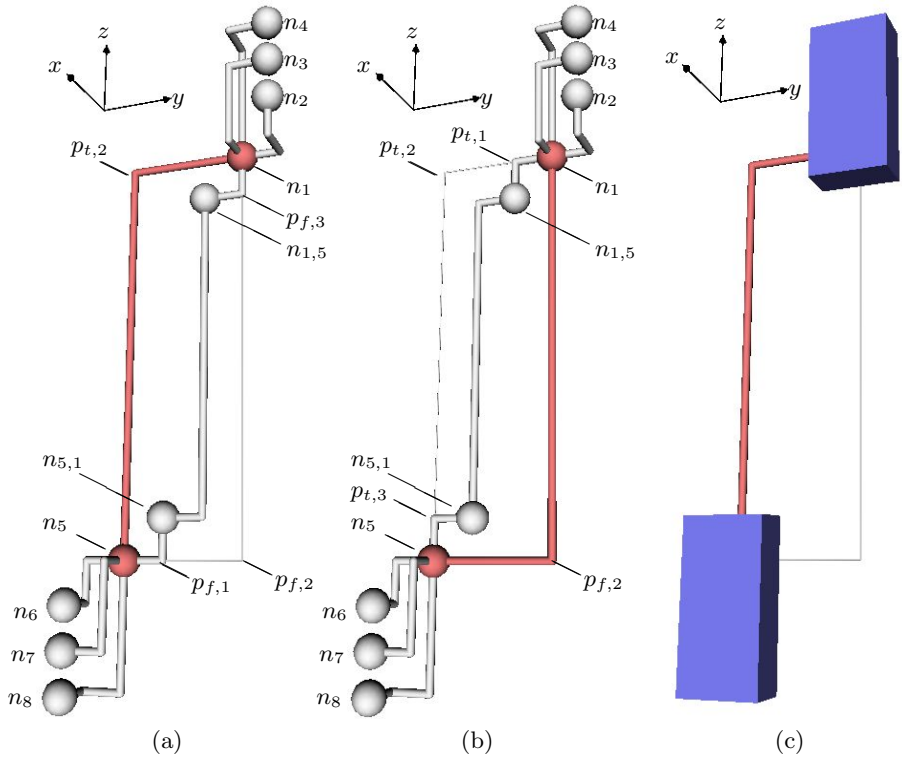 z
x
y
n4
n3
n2
pt,2
n1
pf,3
n1,5
n5,1
n5
pf,1
pf,2
n6
n7
n8
(a)
z
x
y
n4
n3
n2
pt,1
pt,2
n1
n1,5
n5,1
pt,3
n5
pf,2
n6
n7
n8
(b)
z
x
y
(c)